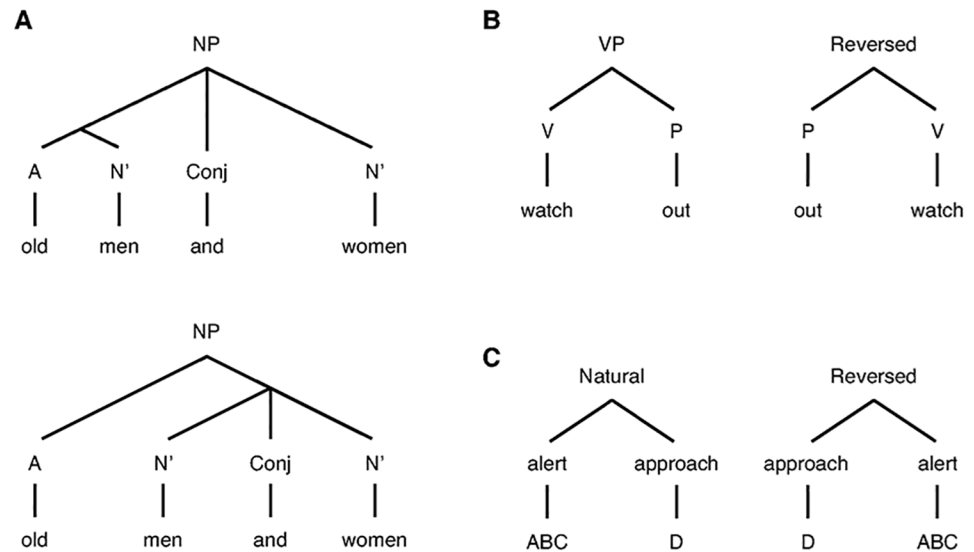 A
NP
A N’ Conj N’
old men and women
NP
A N’ Conj N’
old men and women
B
VP Reversed
V P P V
watch out out watch
C
Natural Reversed
alert approach approach alert
ABC D D ABC